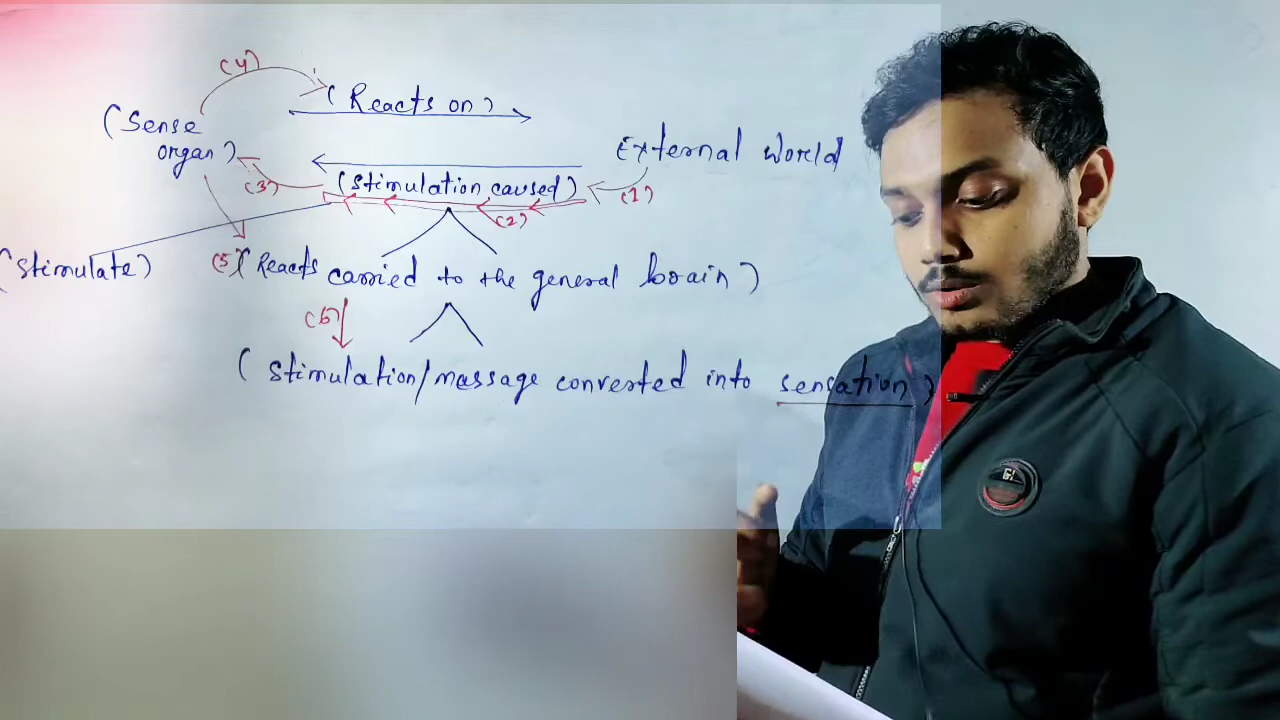 (4)
(Reacts on)
(Sense
organ)
External World
(3)
(Stimulation caused)
(1)
(2)
(Stimulate)
(5) (Reacts carried to the general brain)
(6)
(Stimulation/massage converted into sensation)